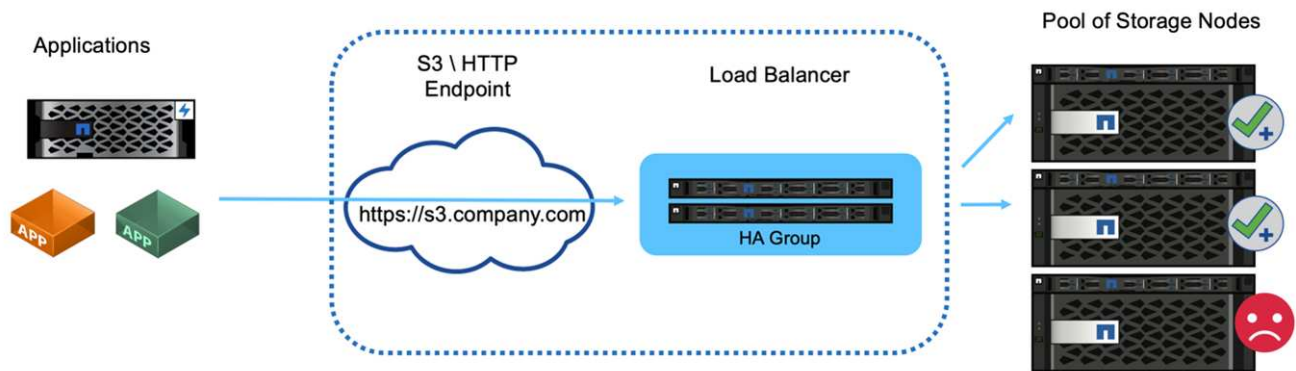 Applications
APP
APP
S3 \ HTTP
Endpoint
https://s3.company.com
Load Balancer
HA Group
Pool of Storage Nodes